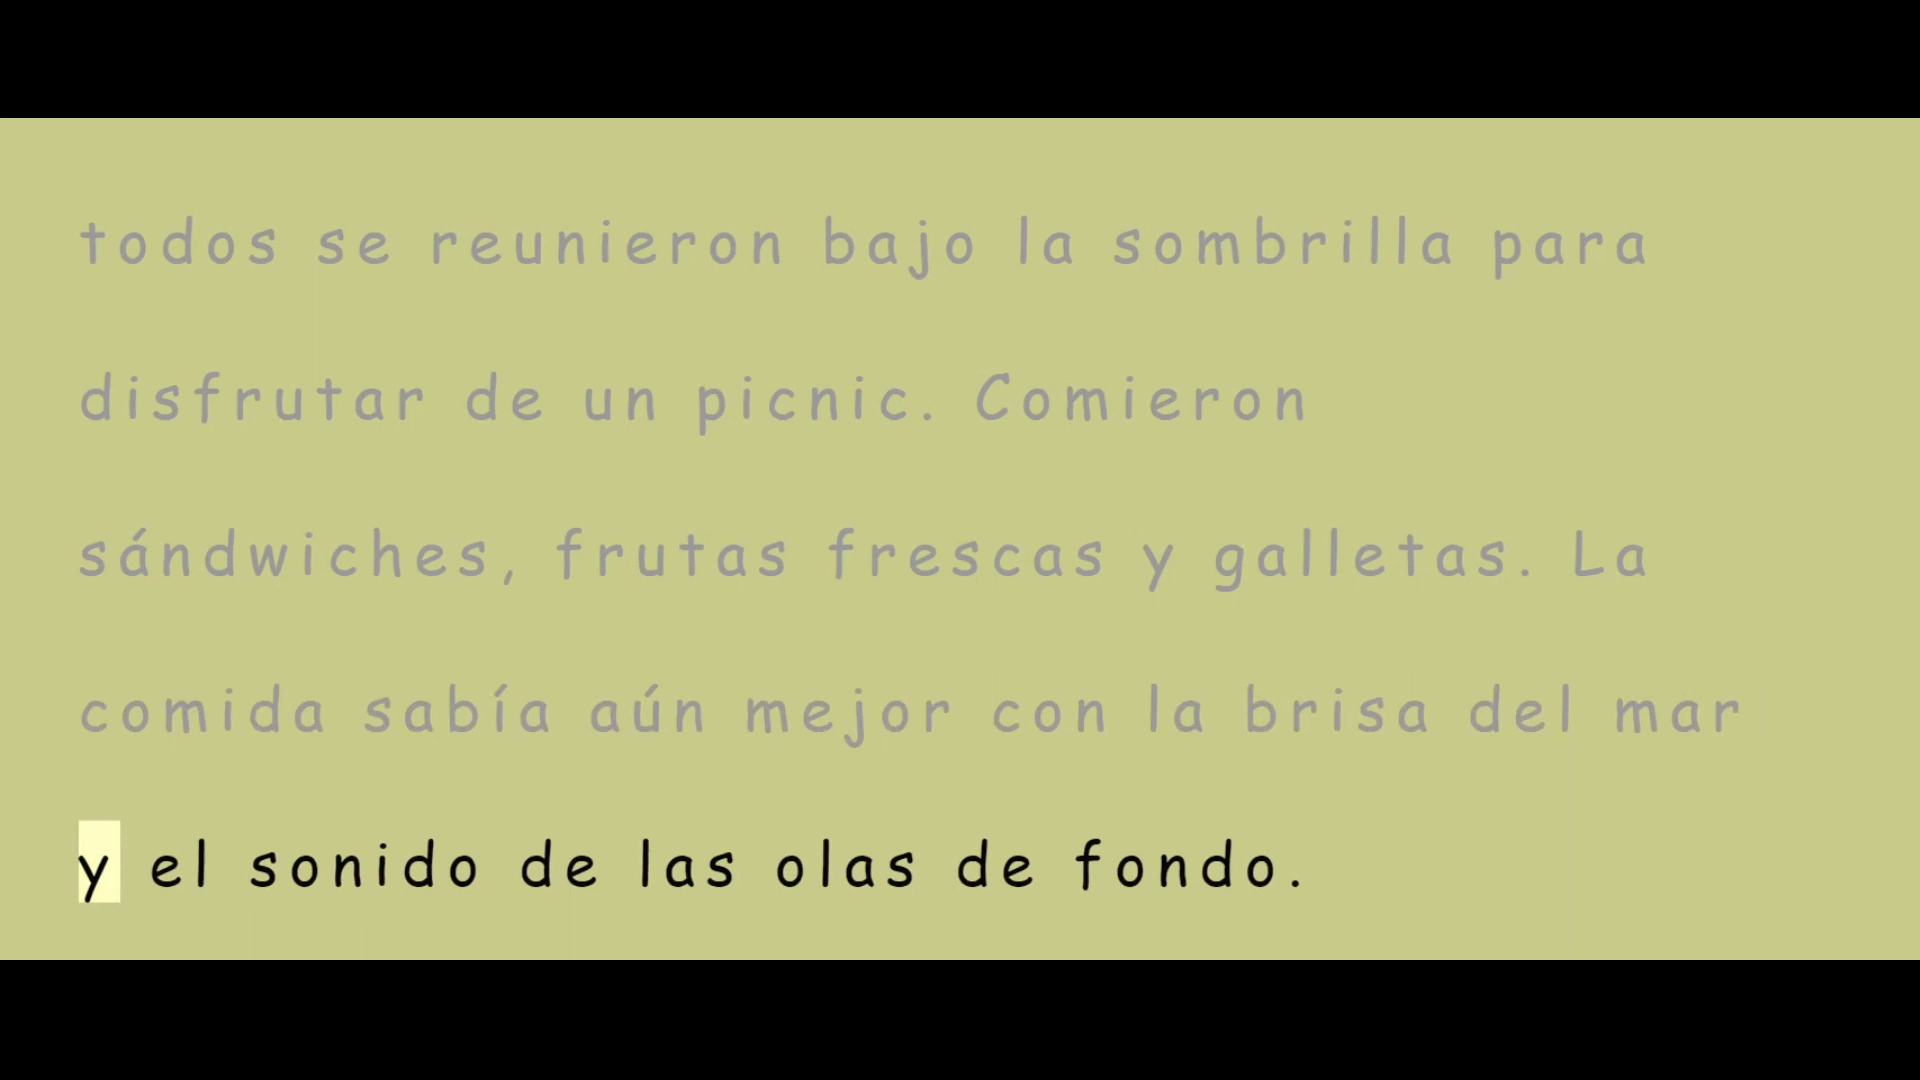 todos se reunieron bajo la sombrilla para
disfrutar de un picnic. Comieron
sándwiches, frutas frescas y galletas. La
comida sabía aún mejor con la brisa del mar
y el sonido de las olas de fondo.